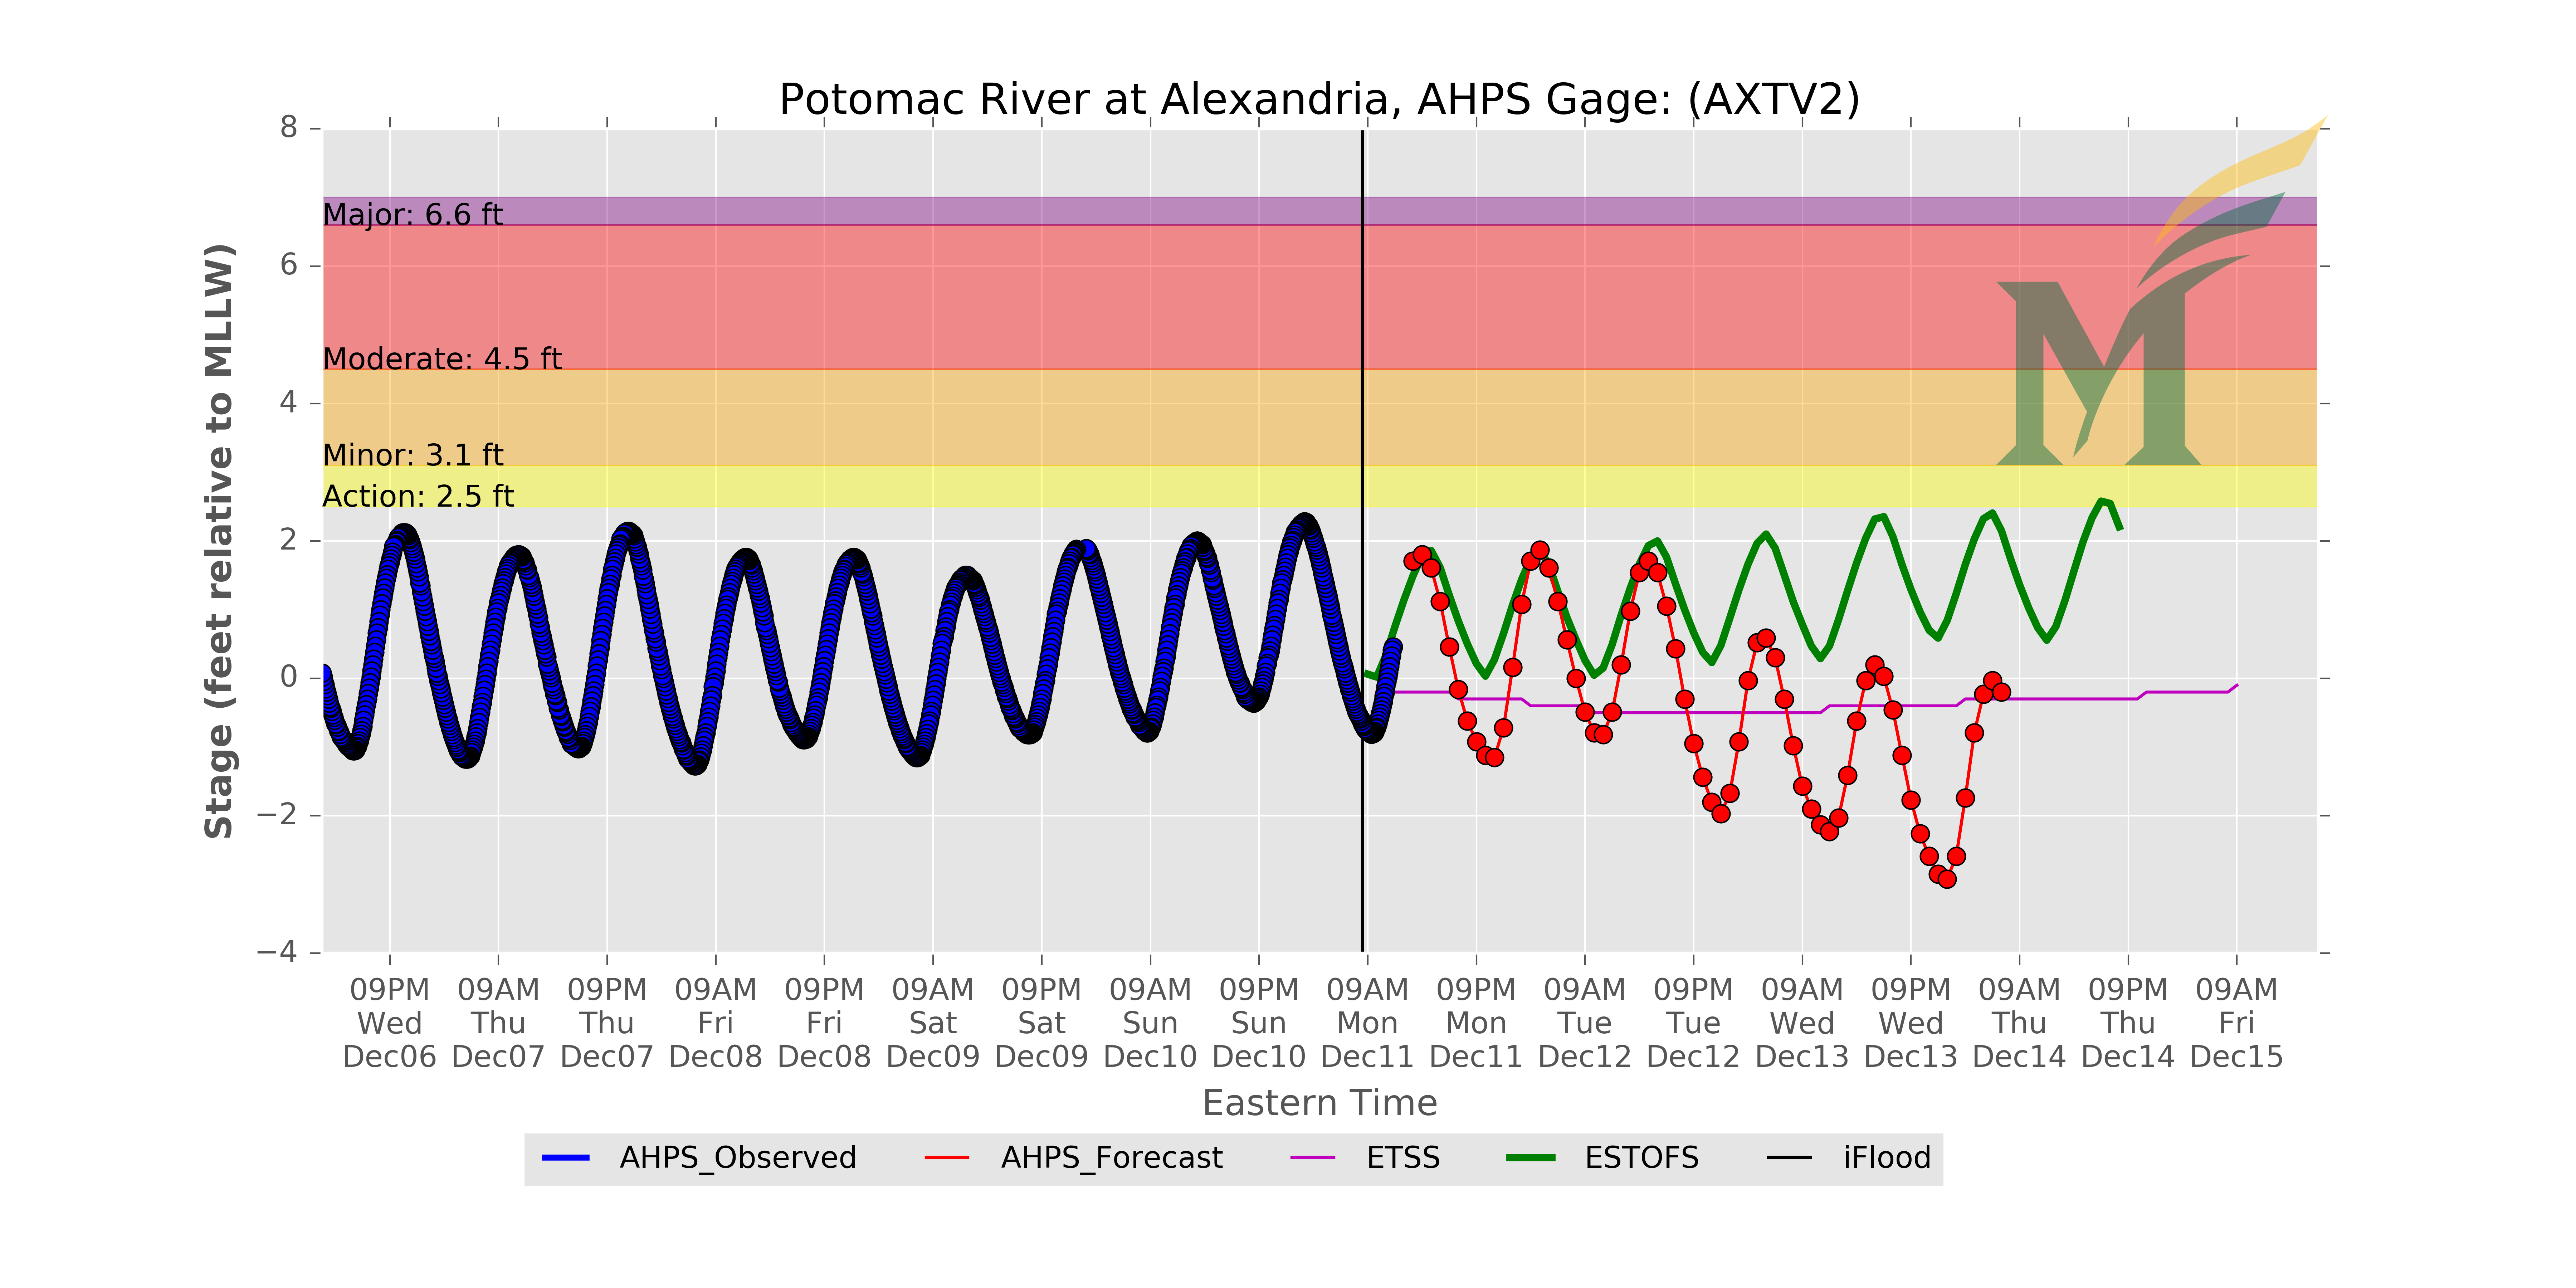 Potomac River at Alexandria, AHPS Gage: (AXTV2)
Stage (feet relative to MLLW)
8
6
4
2
0
−2
−4
Major: 6.6 ft
Moderate: 4.5 ft
Minor: 3.1 ft
Action: 2.5 ft
M
09PM 09AM 09PM 09AM 09PM 09AM 09PM 09AM 09PM 09AM 09PM 09AM 09PM 09AM 09PM 09AM 09PM 09AM
Wed Thu Thu Fri Fri Sat Sat Sun Sun Mon Mon Tue Tue Wed Wed Thu Thu Fri
Dec06 Dec07 Dec07 Dec08 Dec08 Dec09 Dec09 Dec10 Dec10 Dec11 Dec11 Dec12 Dec12 Dec13 Dec13 Dec14 Dec14 Dec15
Eastern Time
AHPS_Observed AHPS_Forecast ETSS ESTOFS iFlood